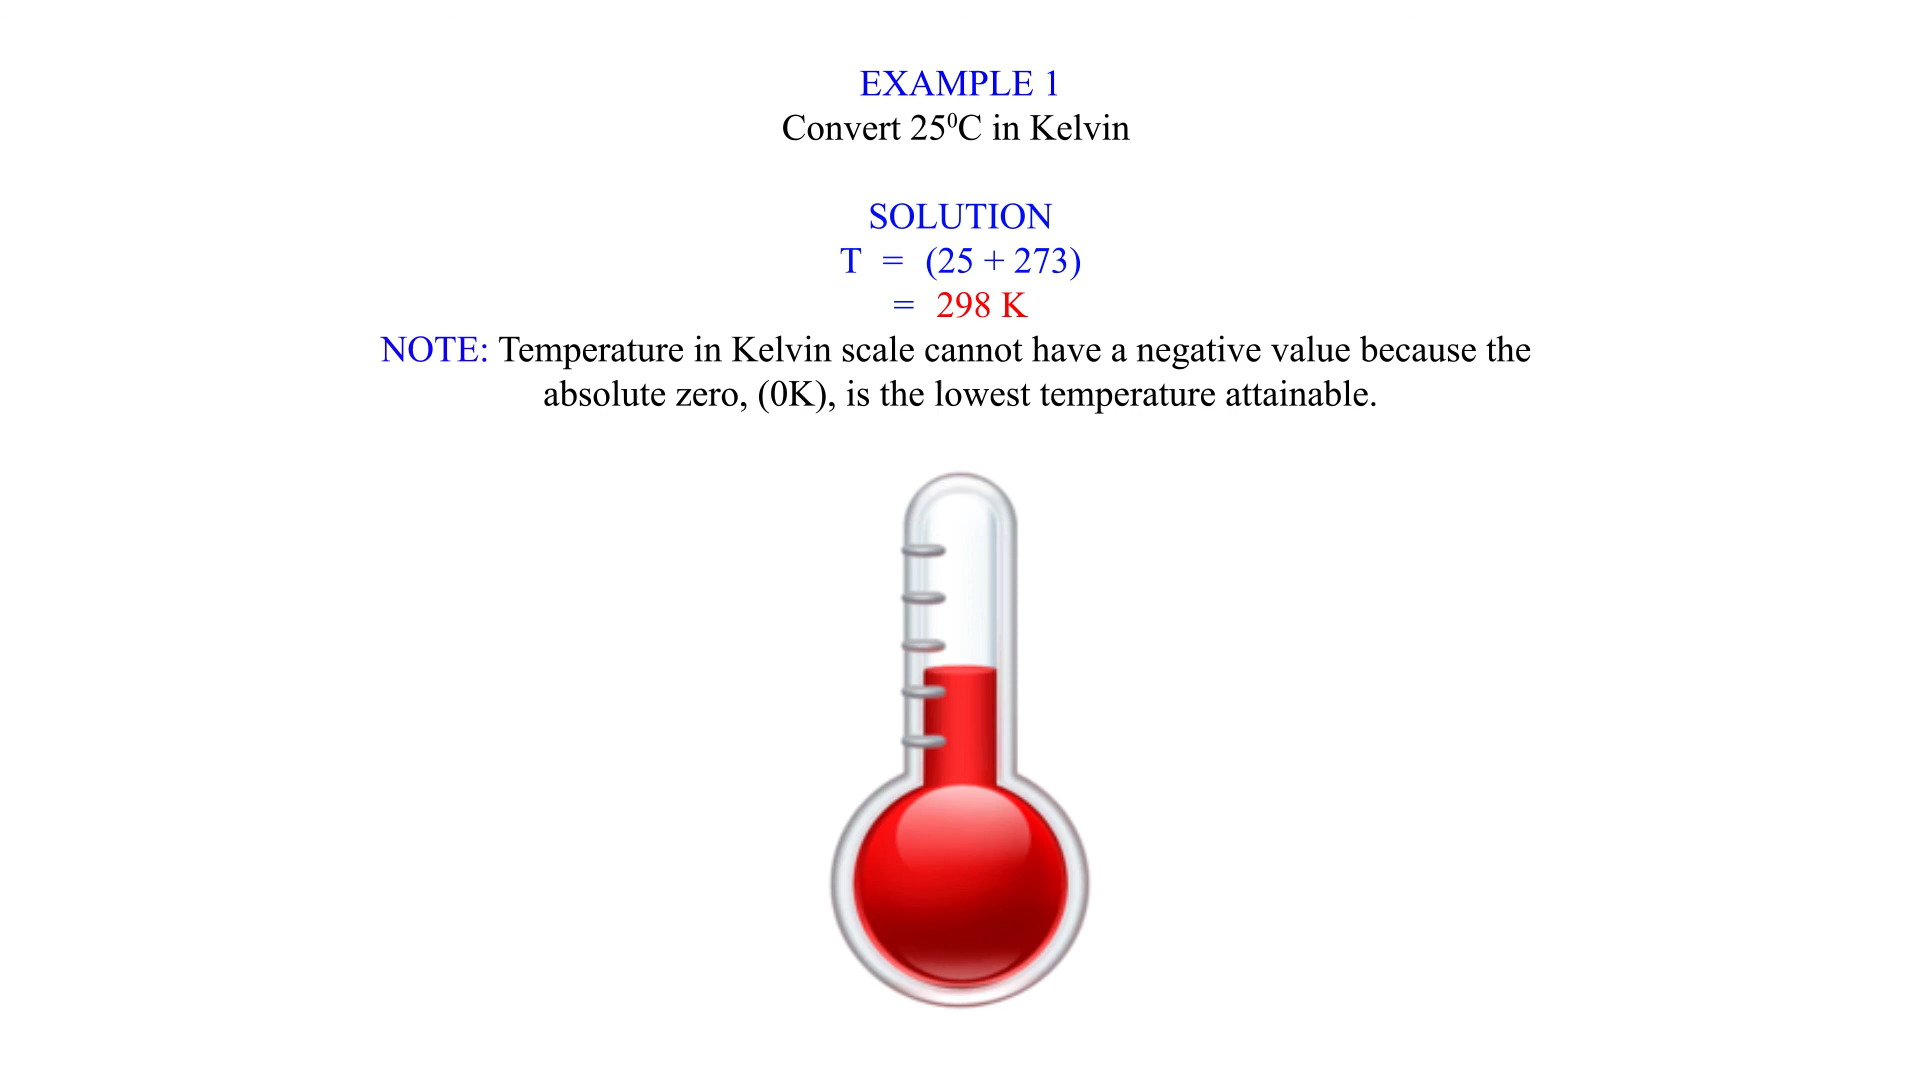 EXAMPLE 1
Convert 25⁰C in Kelvin
SOLUTION
T = (25 + 273)
= 298 K
NOTE: Temperature in Kelvin scale cannot have a negative value because the
absolute zero, (0K), is the lowest temperature attainable.